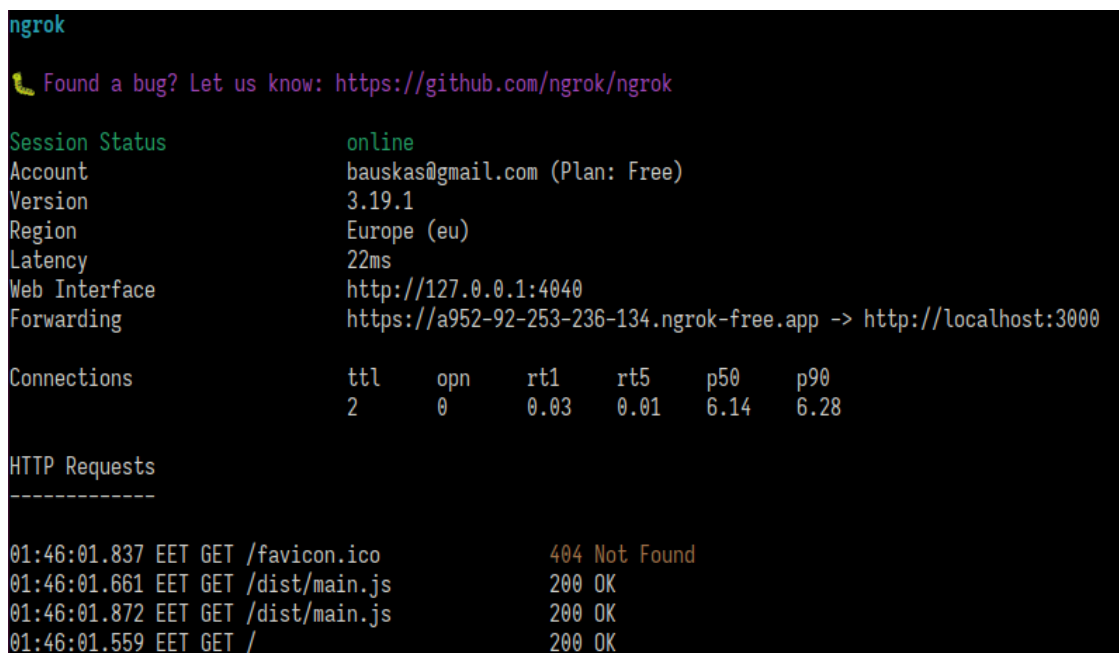 ngrok
🐛 Found a bug? Let us know: https://github.com/ngrok/ngrok
Session Status online
Account bauskas@gmail.com (Plan: Free)
Version 3.19.1
Region Europe (eu)
Latency 22ms
Web Interface http://127.0.0.1:4040
Forwarding https://a952-92-253-236-134.ngrok-free.app -> http://localhost:3000
Connections ttl opn rt1 rt5 p50 p90
2 0 0.03 0.01 6.14 6.28
HTTP Requests
-------------
01:46:01.837 EET GET /favicon.ico 404 Not Found
01:46:01.661 EET GET /dist/main.js 200 OK
01:46:01.872 EET GET /dist/main.js 200 OK
01:46:01.559 EET GET / 200 OK